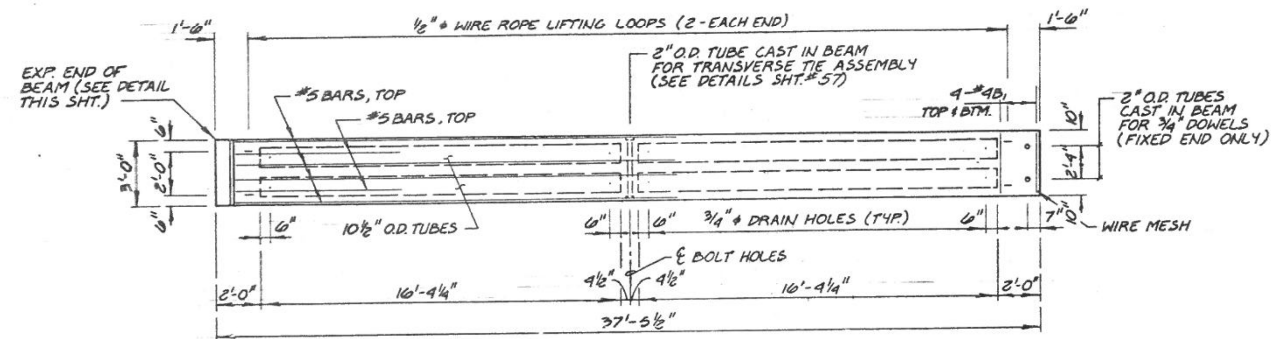 1/2" φ WIRE ROPE LIFTING LOOPS (2-EACH END)
1'-6"
1'-6"
2" O.D. TUBE CAST IN BEAM
FOR TRANSVERSE TIE ASSEMBLY
(SEE DETAILS SHT. #57)
EXP. END OF
BEAM (SEE DETAIL
THIS SHT.)
#5 BARS, TOP
#5 BARS, TOP
4-#4B1
TOP & BTM.
2" O.D. TUBES
CAST IN BEAM
FOR 3/4" DOWELS
(FIXED END ONLY)
6"
3'-0"
2'-0"
6"
10"
2'-4"
10"
6"
10 1/2" O.D. TUBES
6"
6"
3/4" φ DRAIN HOLES (TYP.)
6"
7"
WIRE MESH
℄ BOLT HOLES
2'-0"
16'-4 1/4"
4 1/2"
4 1/2"
16'-4 1/4"
2'-0"
37'-5 1/2"